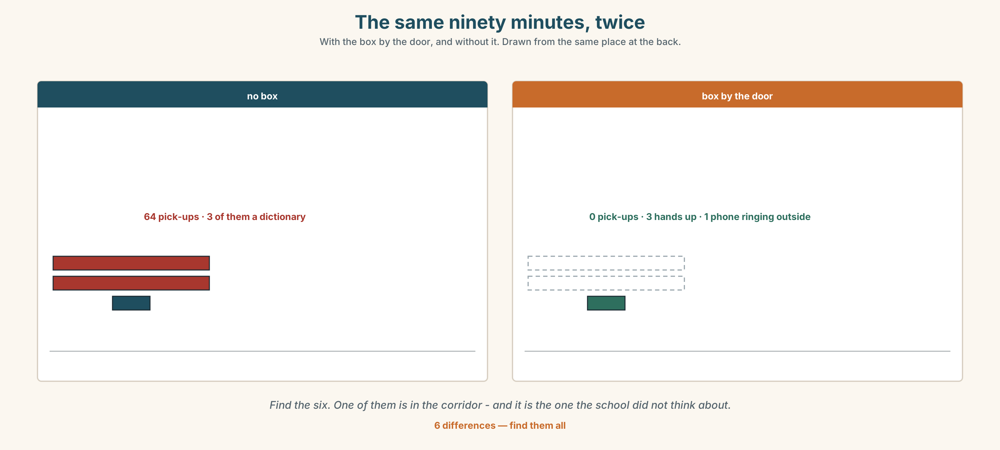 The same ninety minutes, twice
With the box by the door, and without it. Drawn from the same place at the back.
no box
box by the door
64 pick-ups · 3 of them a dictionary
0 pick-ups · 3 hands up · 1 phone ringing outside
Find the six. One of them is in the corridor - and it is the one the school did not think about.
6 differences — find them all